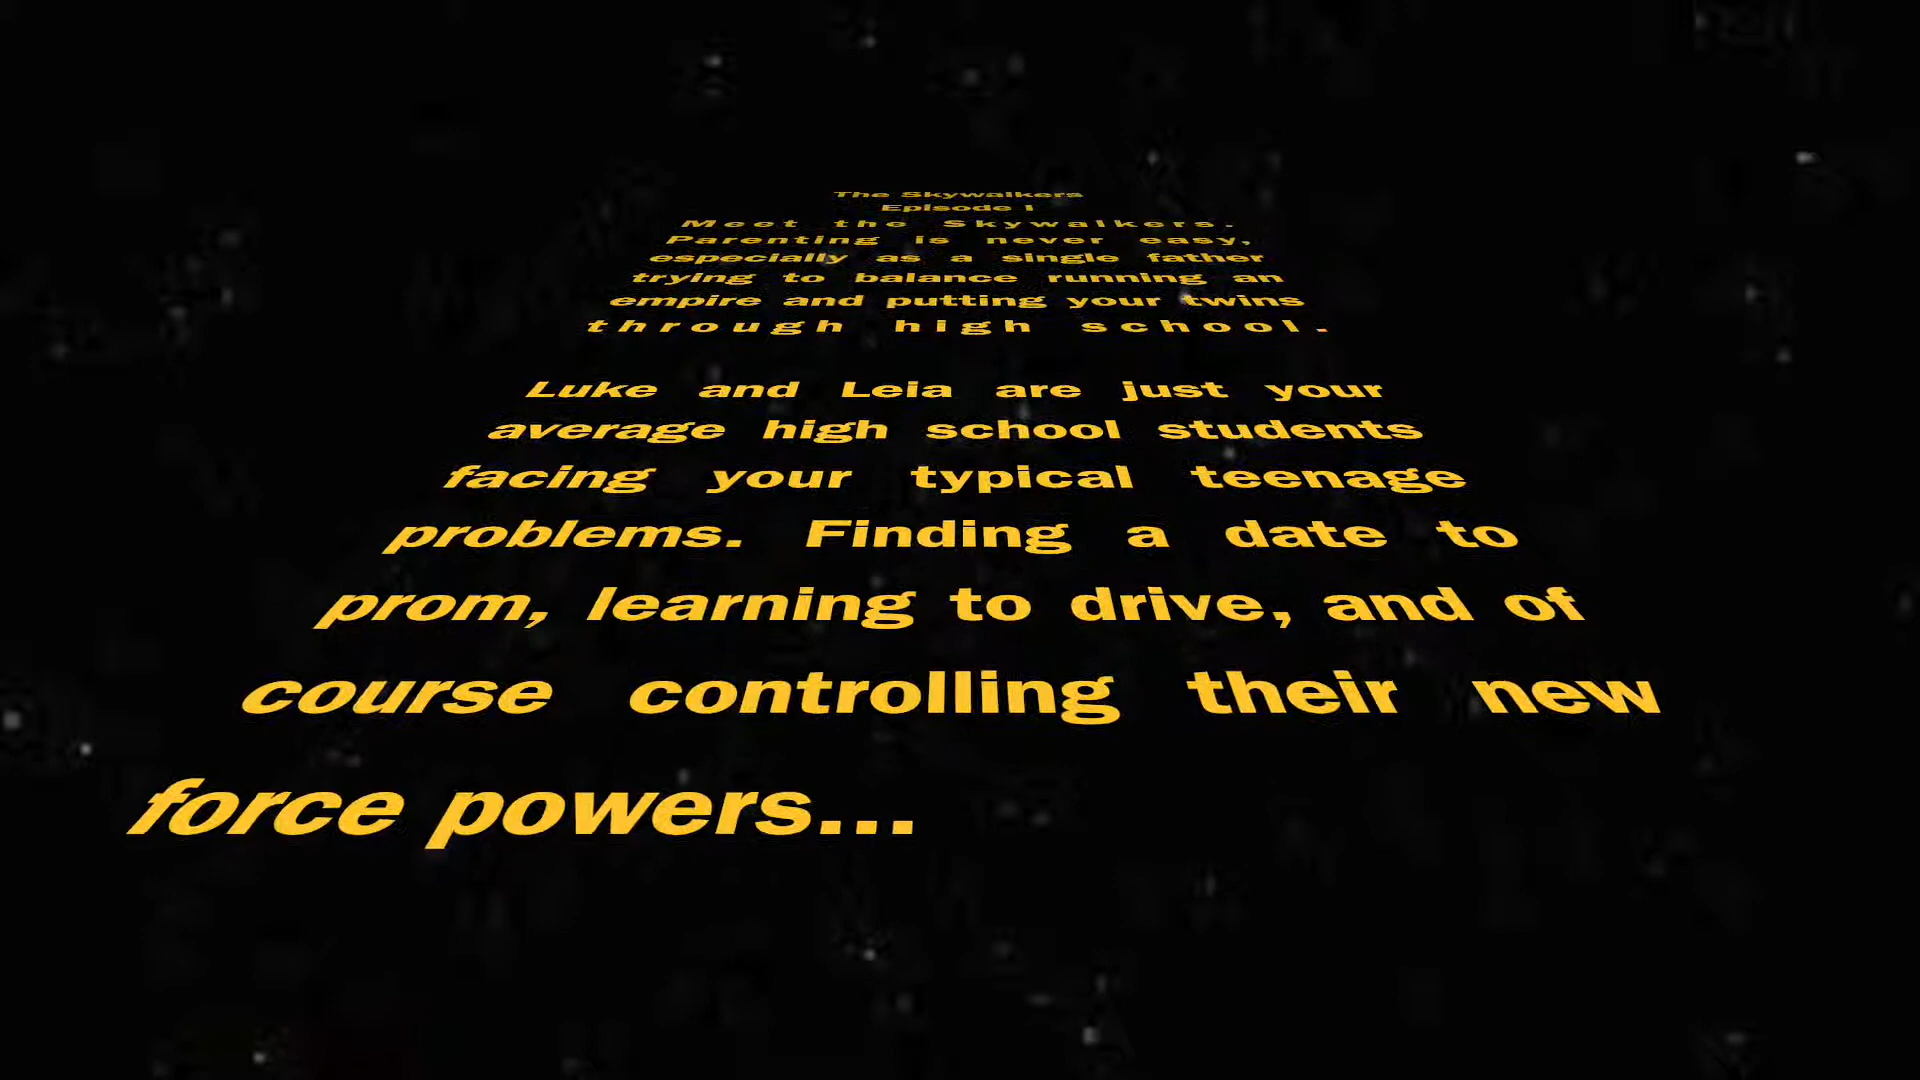 The Skywalkers
Episode I
Meet the Skywalkers.
Parenting is never easy,
especially as a single father
trying to balance running an
empire and putting your twins
through high school.
Luke and Leia are just your
average high school students
facing your typical teenage
problems. Finding a date to
prom, learning to drive, and of
course controlling their new
force powers...